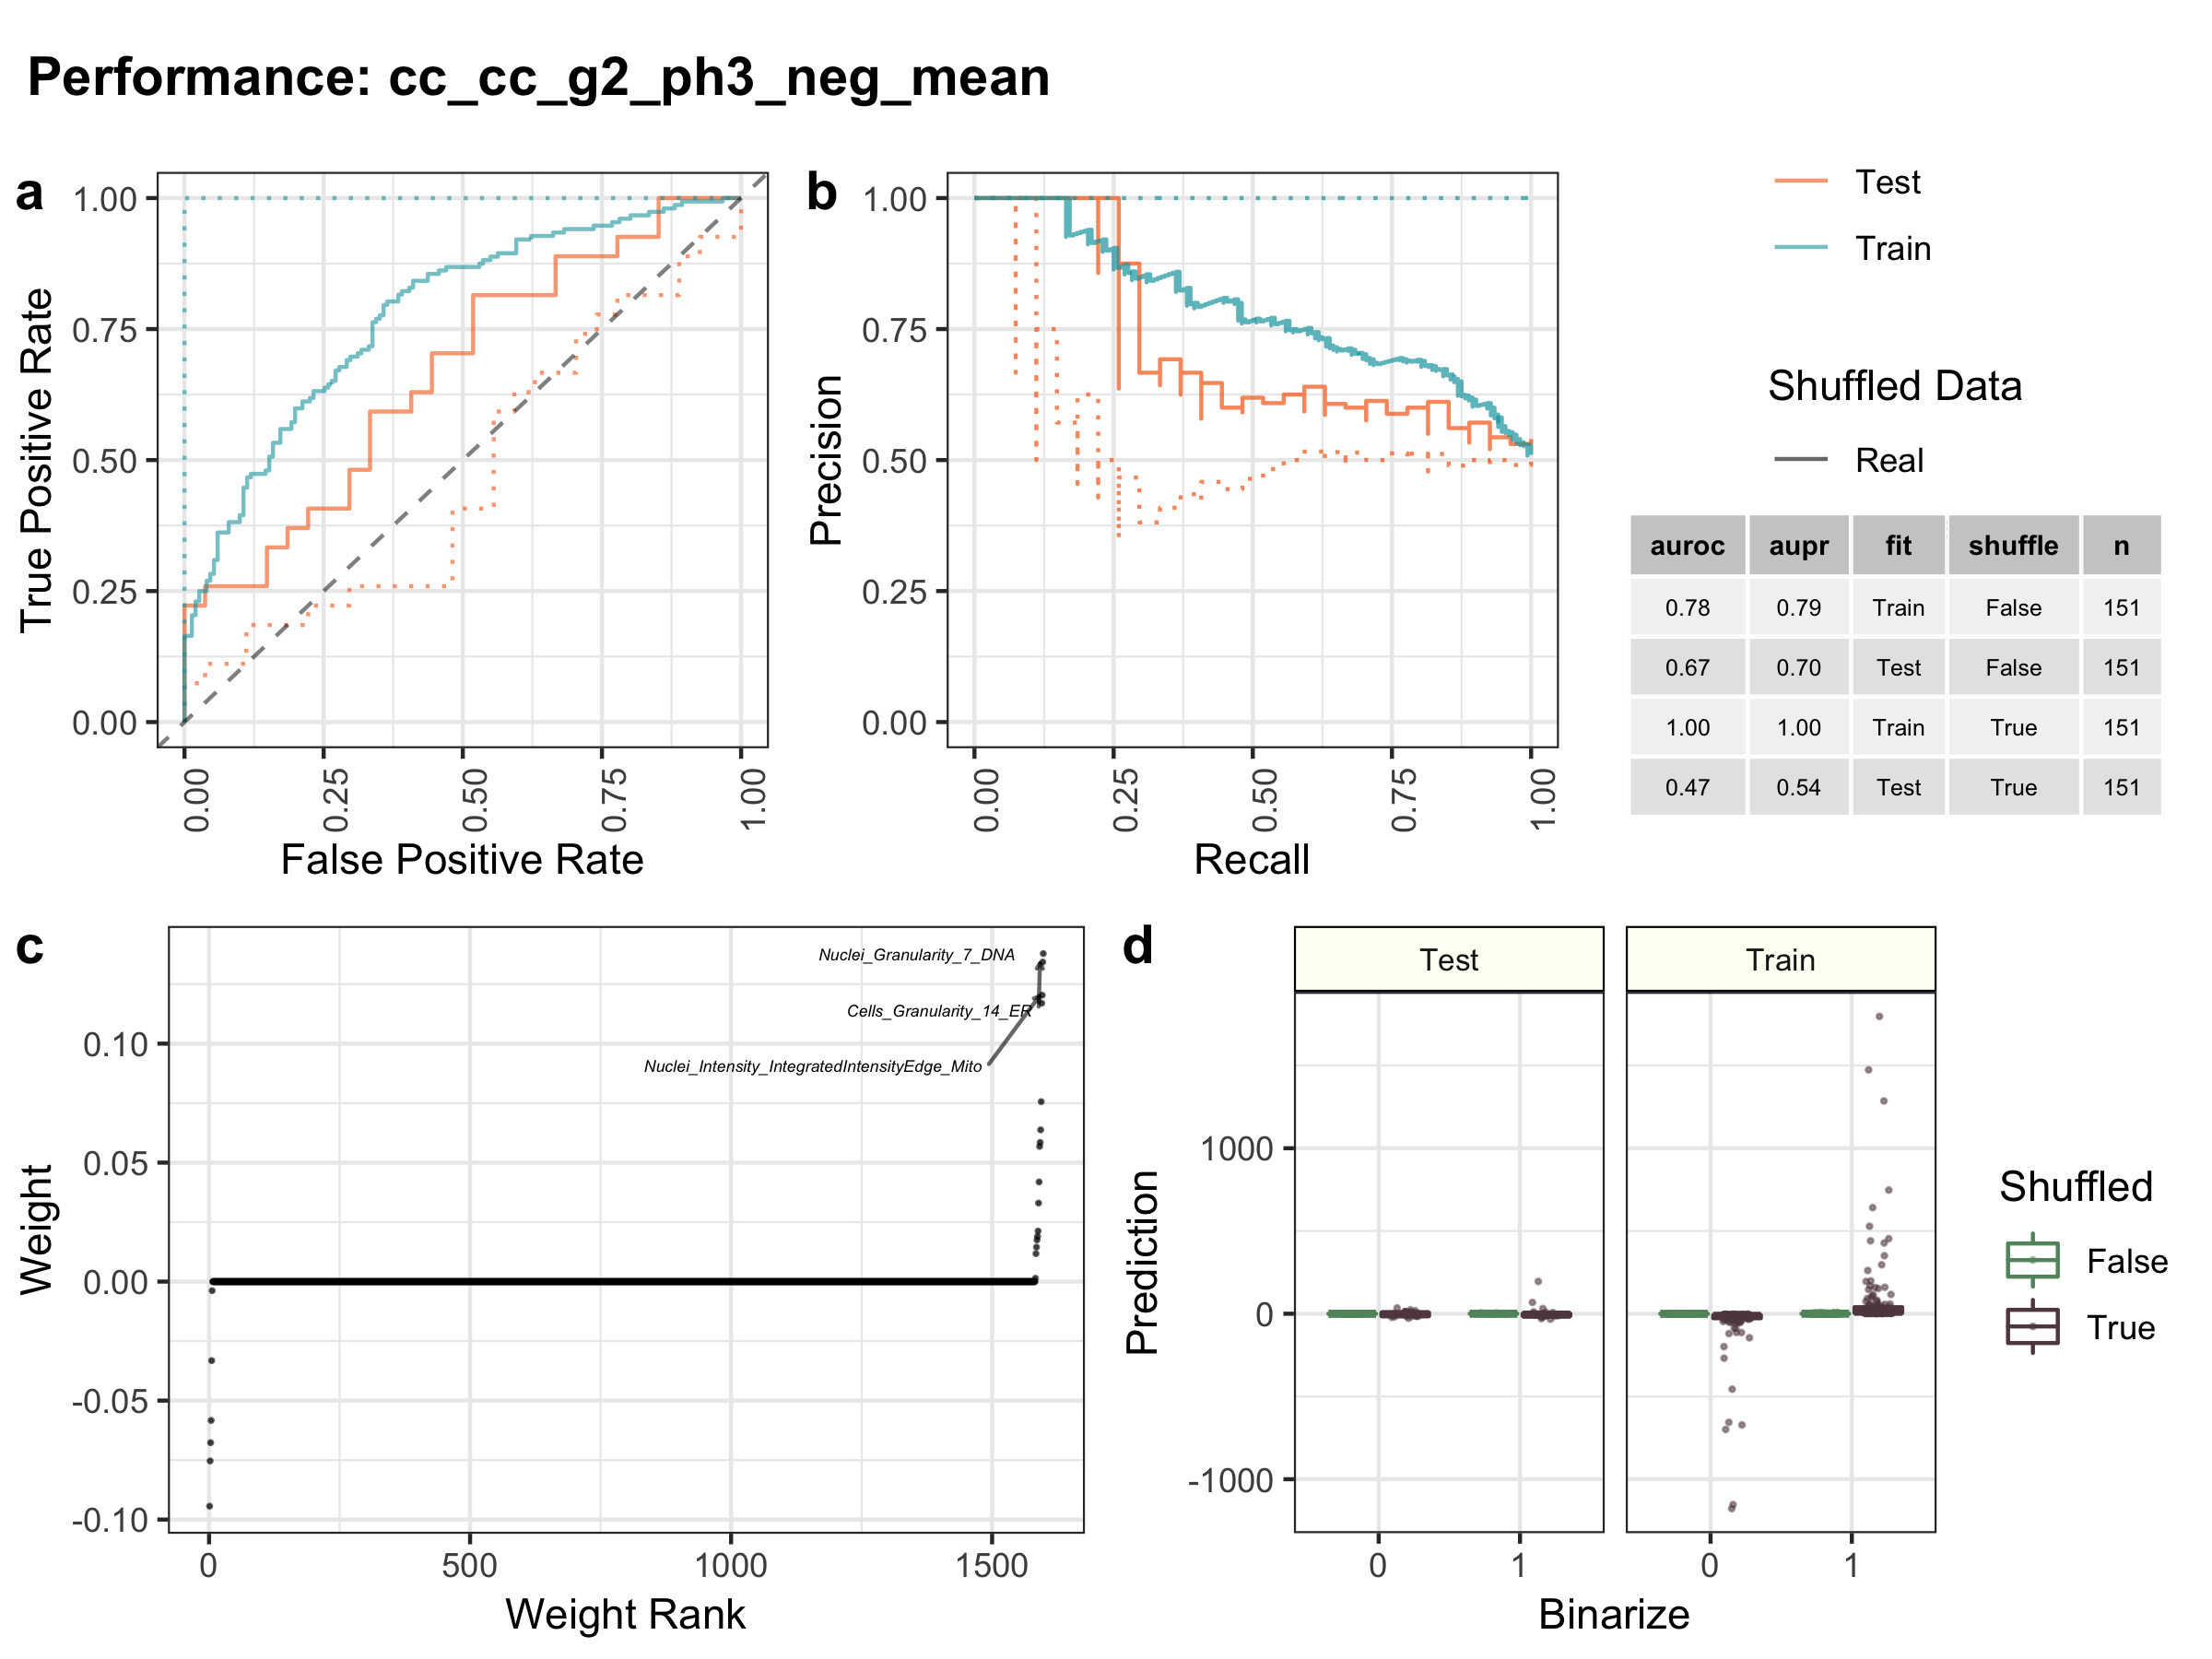 Performance: cc_cc_g2_ph3_neg_mean
a
1.00
0.75
0.50
0.25
0.00
True Positive Rate
0.00
0.25
0.50
0.75
1.00
False Positive Rate
b
1.00
0.75
0.50
0.25
0.00
Precision
0.00
0.25
0.50
0.75
1.00
Recall
Test
Train
Shuffled Data
Real
auroc aupr fit shuffle n
0.78 0.79 Train False 151
0.67 0.70 Test False 151
1.00 1.00 Train True 151
0.47 0.54 Test True 151
c
Nuclei_Granularity_7_DNA
Cells_Granularity_14_ER
Nuclei_Intensity_IntegratedIntensityEdge_Mito
0.10
0.05
0.00
-0.05
-0.10
Weight
0
500
1000
1500
Weight Rank
d
Test
Train
1000
0
-1000
Prediction
0
1
0
1
Binarize
Shuffled
False
True